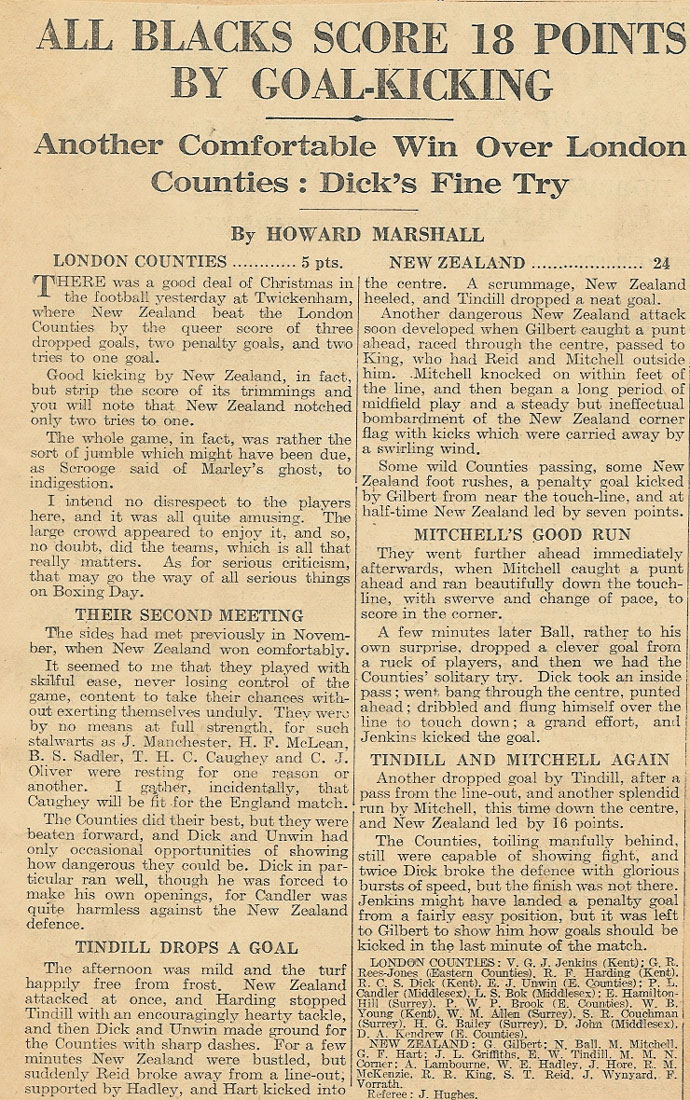 ALL BLACKS SCORE 18 POINTS
BY GOAL-KICKING
Another Comfortable Win Over London
Counties : Dick's Fine Try
By HOWARD MARSHALL
LONDON COUNTIES ............ 5 pts.
NEW ZEALAND ...................... 24
THERE was a good deal of Christmas in
the football yesterday at Twickenham,
where New Zealand beat the London
Counties by the queer score of three
dropped goals, two penalty goals, and two
tries to one goal.
Good kicking by New Zealand, in fact,
but strip the score of its trimmings and
you will note that New Zealand notched
only two tries to one.
The whole game, in fact, was rather the
sort of jumble which might have been due,
as Scrooge said of Marley's ghost, to
indigestion.
I intend no disrespect to the players
here, and it was all quite amusing. The
large crowd appeared to enjoy it, and so,
no doubt, did the teams, which is all that
really matters. As for serious criticism,
that may go the way of all serious things
on Boxing Day.
THEIR SECOND MEETING
The sides had met previously in Novem-
ber, when New Zealand won comfortably.
It seemed to me that they played with
skilful ease, never losing control of the
game, content to take their chances with-
out exerting themselves unduly. They were
by no means at full strength, for such
stalwarts as J. Manchester, H. F. McLean,
B. S. Sadler, T. H. C. Caughey and C. J.
Oliver were resting for one reason or
another. I gather, incidentally, that
Caughey will be fit for the England match.
The Counties did their best, but they were
beaten forward, and Dick and Unwin had
only occasional opportunities of showing
how dangerous they could be. Dick in par-
ticular ran well, though he was forced to
make his own openings, for Candler was
quite harmless against the New Zealand
defence.
TINDILL DROPS A GOAL
The afternoon was mild and the turf
happily free from frost. New Zealand
attacked at once, and Harding stopped
Tindill with an encouragingly hearty tackle,
and then Dick and Unwin made ground for
the Counties with sharp dashes. For a few
minutes New Zealand were bustled, but
suddenly Reid broke away from a line-out,
supported by Hadley, and Hart kicked into
the centre. A scrummage, New Zealand
heeled, and Tindill dropped a neat goal.
Another dangerous New Zealand attack
soon developed when Gilbert caught a punt
ahead, raced through the centre, passed to
King, who had Reid and Mitchell outside
him. Mitchell knocked on within feet of
the line, and then began a long period of
midfield play and a steady but ineffectual
bombardment of the New Zealand corner
flag with kicks which were carried away by
a swirling wind.
Some wild Counties passing, some New
Zealand foot rushes, a penalty goal kicked
by Gilbert from near the touch-line, and at
half-time New Zealand led by seven points.
MITCHELL'S GOOD RUN
They went further ahead immediately
afterwards, when Mitchell caught a punt
ahead and ran beautifully down the touch-
line, with swerve and change of pace, to
score in the corner.
A few minutes later Ball, rather to his
own surprise, dropped a clever goal from
a ruck of players, and then we had the
Counties' solitary try. Dick took an inside
pass; went bang through the centre, punted
ahead; dribbled and flung himself over the
line to touch down; a grand effort, and
Jenkins kicked the goal.
TINDILL AND MITCHELL AGAIN
Another dropped goal by Tindill, after a
pass from the line-out, and another splendid
run by Mitchell, this time down the centre,
and New Zealand led by 16 points.
The Counties, toiling manfully behind,
still were capable of showing fight, and
twice Dick broke the defence with glorious
bursts of speed, but the finish was not there.
Jenkins might have landed a penalty goal
from a fairly easy position, but it was left
to Gilbert to show him how goals should be
kicked in the last minute of the match.
LONDON COUNTIES: V. G. J. Jenkins (Kent); G. R.
Rees-Jones (Eastern Counties), R. F. Harding (Kent),
R. C. S. Dick (Kent), E. J. Unwin (E. Counties); P. L.
Candler (Middlesex), L. S. Bok (Middlesex); E. Hamilton-
Hill (Surrey), P. W. P. Brook (E. Counties), W. B.
Young (Kent), W. M. Allen (Surrey), S. R. Couchman
(Surrey), H. G. Bailey (Surrey), D. John (Middlesex),
D. A. Kendrew (E. Counties).
NEW ZEALAND: G. Gilbert; N. Ball, M. Mitchell,
G. F. Hart; J. L. Griffiths, E. W. Tindill, M. M. N.
Corner; A. Lambourne, W. E. Hadley, J. Hore, R. M.
McKenzie, R. R. King, S. T. Reid, J. Wynyard, F.
Vorrath.
Referee: J. Hughes.